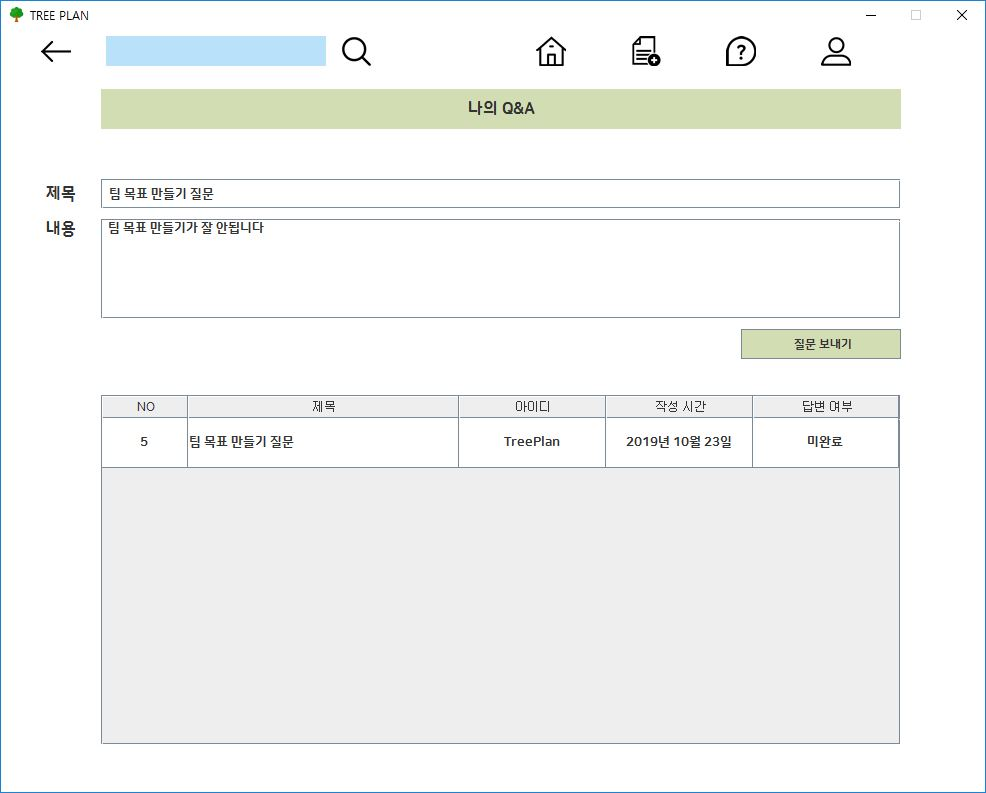 TREE PLAN
나의 Q&A
제목
팀 목표 만들기 질문
내용
팀 목표 만들기가 잘 안됩니다
질문 보내기
NO 제목 아이디 작성 시간 답변 여부
5 팀 목표 만들기 질문 TreePlan 2019년 10월 23일 미완료